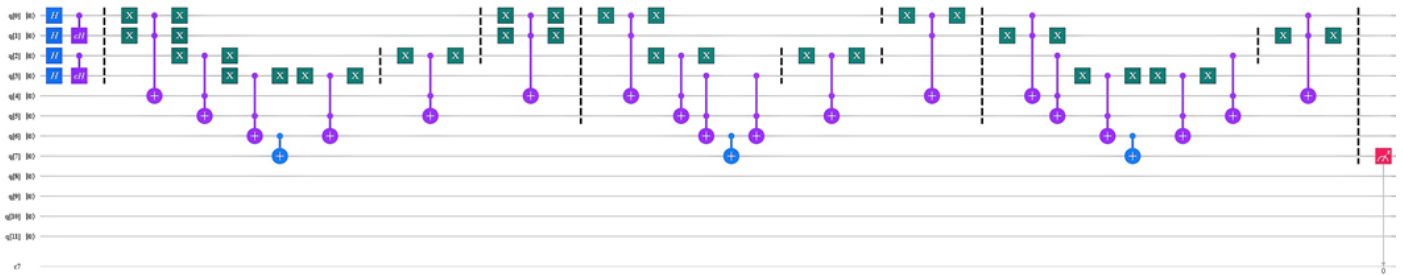 q[0] |0⟩ H X X X X X X X X
q[1] |0⟩ H cH X X X X X X X X
q[2] |0⟩ H X X X X X X X X
q[3] |0⟩ H cH X X X X X X X X
q[4] |0⟩
q[5] |0⟩
q[6] |0⟩
q[7] |0⟩
q[8] |0⟩
q[9] |0⟩
q[10] |0⟩
q[11] |0⟩
c7
0